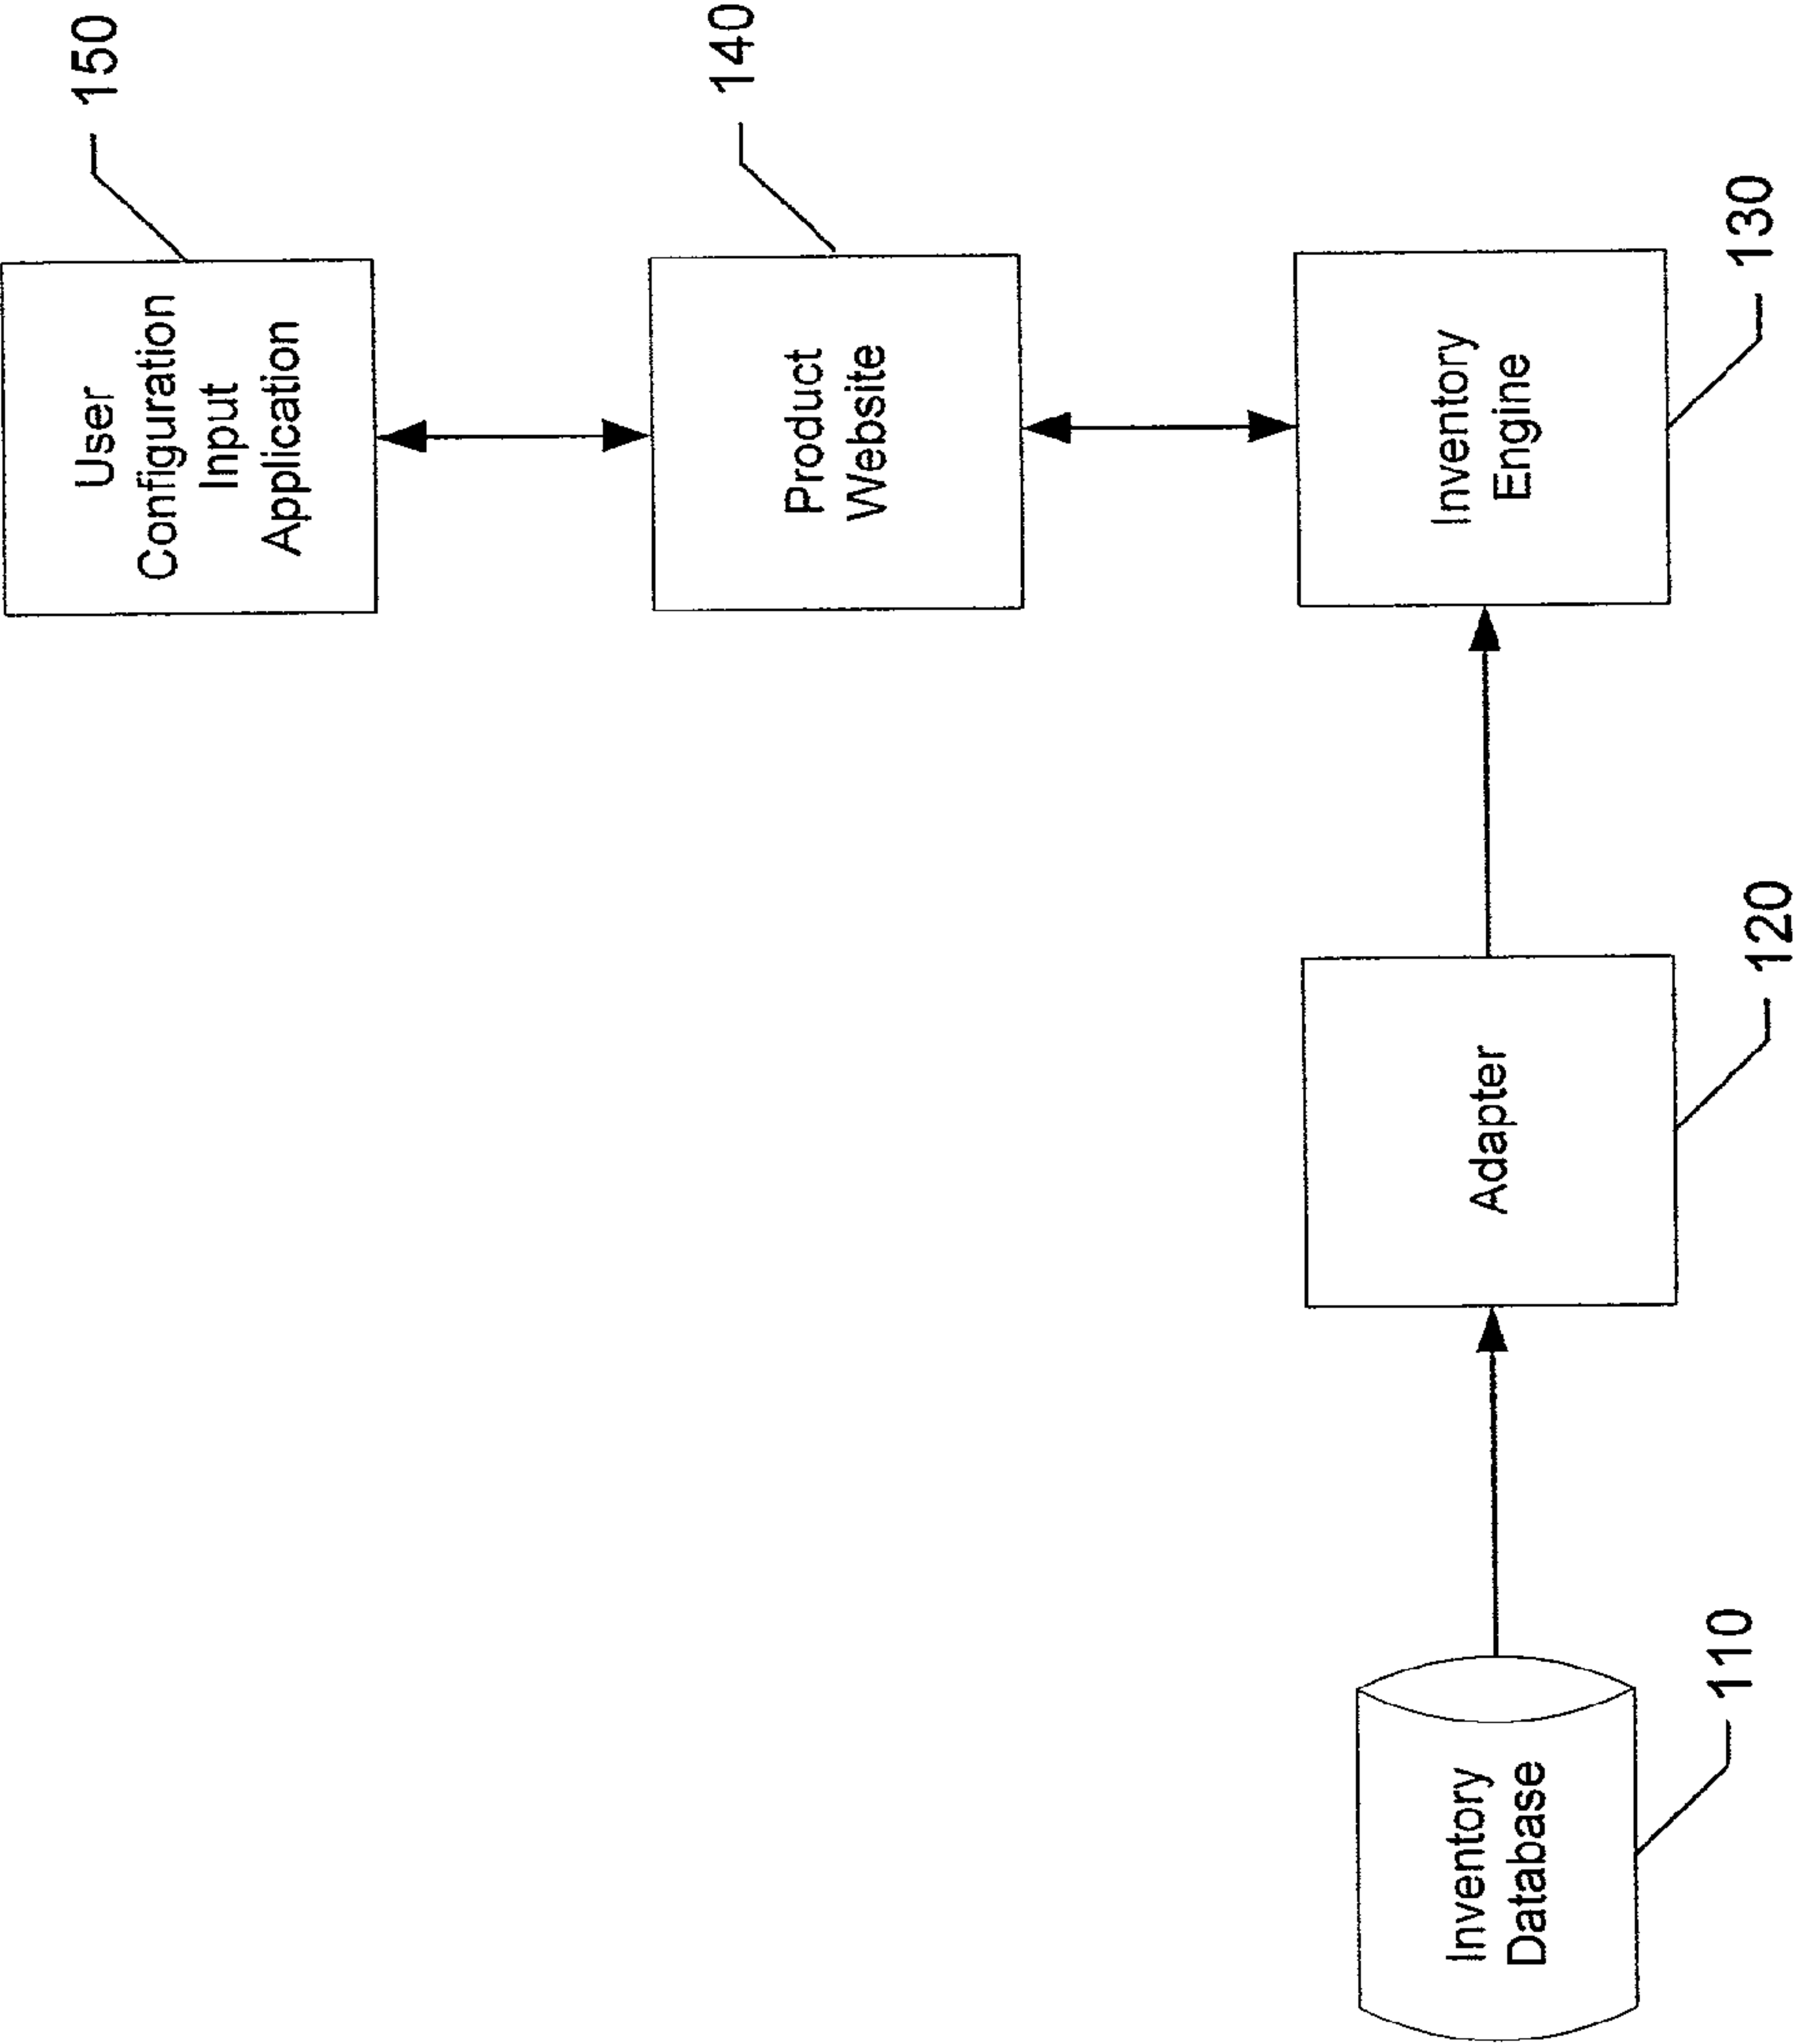 150
User
Configuration
Input
Application
140
Product
Website
130
Inventory
Engine
120
Adapter
110
Inventory
Database